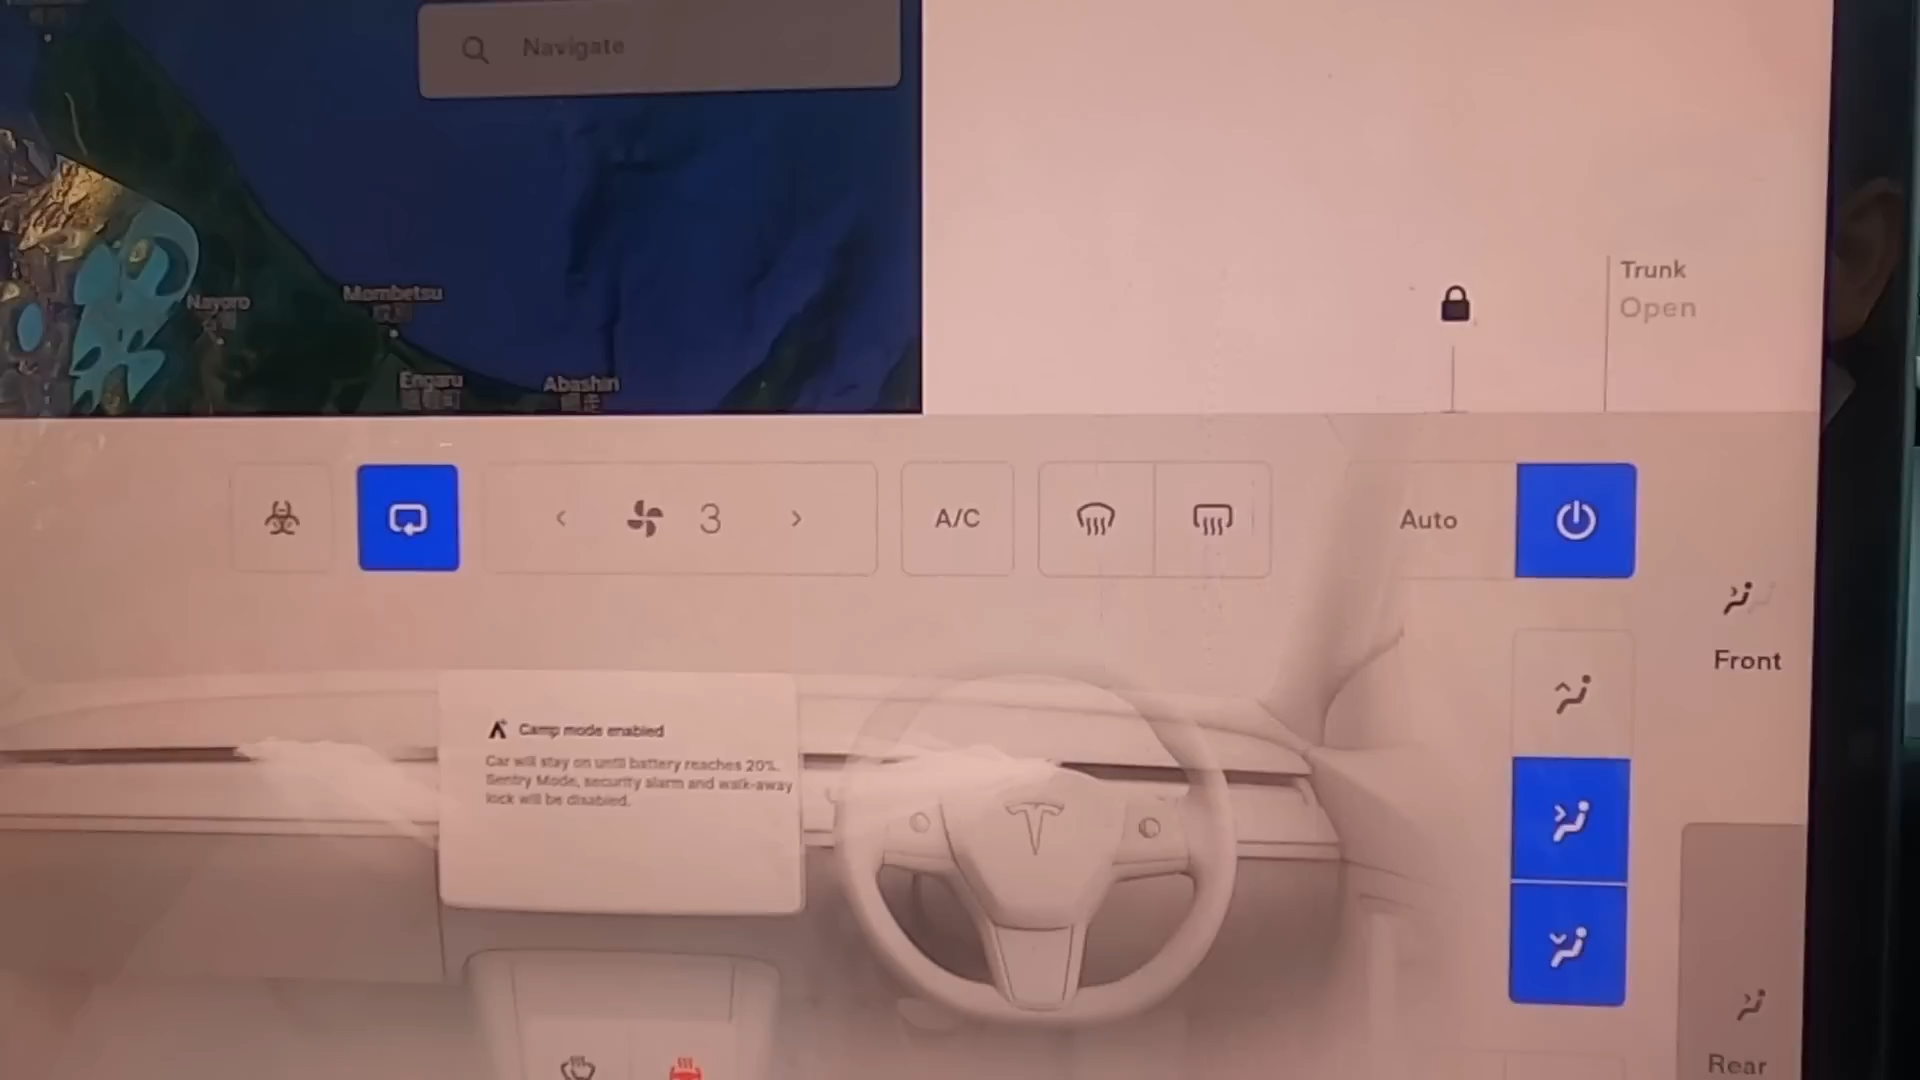 Navigate
Nayoro
Mombetsu
Engaru
Abashiri
Trunk
Open
3
A/C
Auto
Front
Camp mode enabled
Car will stay on until battery reaches 20%.
Sentry Mode, security alarm and walk-away
lock will be disabled.
Rear